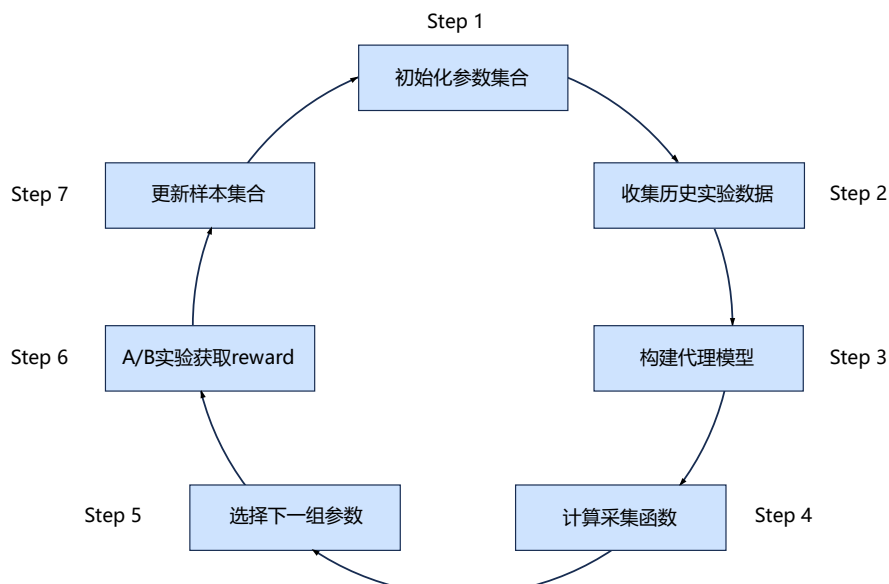 Step 1
初始化参数集合
Step 7
更新样本集合
收集历史实验数据
Step 2
Step 6
A/B实验获取reward
构建代理模型
Step 3
Step 5
选择下一组参数
计算采集函数
Step 4